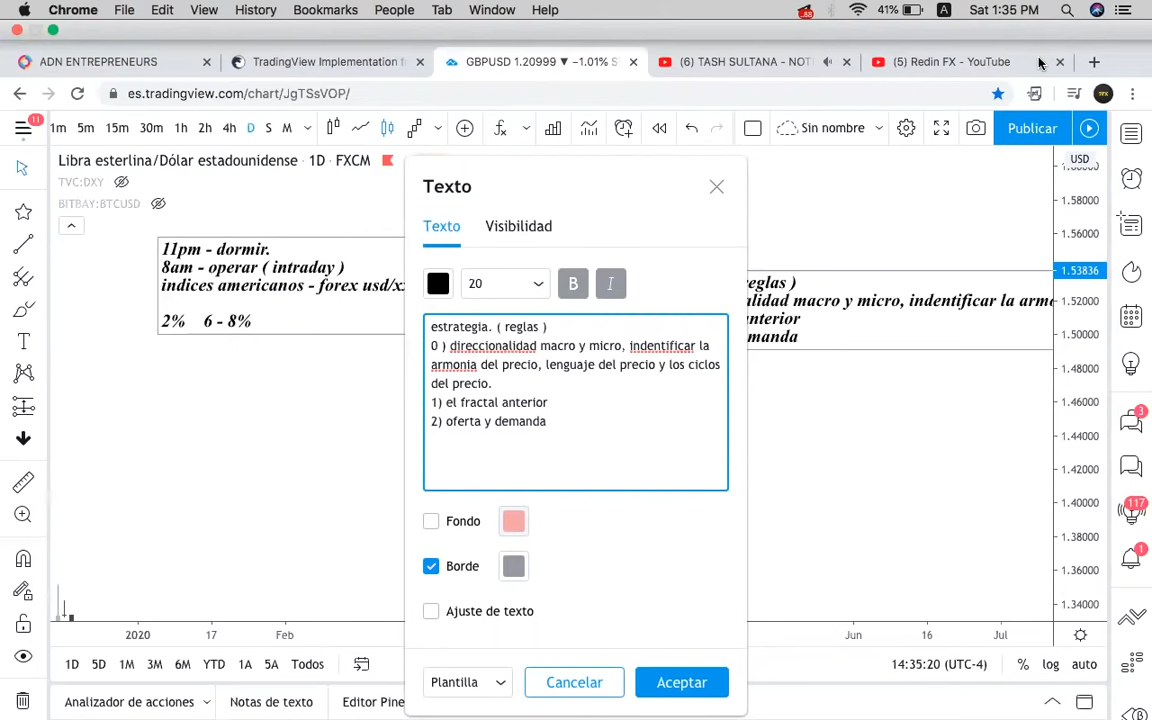 Chrome File Edit View History Bookmarks People Tab Window Help 41% A Sat 1:35 PM
ADN ENTREPRENEURS TradingView Implementation f GBPUSD 1.20999 ▼ −1.01% S (6) TASH SULTANA - NOT (5) Redin FX - YouTube
es.tradingview.com/chart/JgTSsVOP/
11 1m 5m 15m 30m 1h 2h 4h D S M Sin nombre Publicar
Libra esterlina/Dólar estadounidense · 1D · FXCM
TVC:DXY
BITBAY:BTCUSD
USD
1.58000
1.56000
1.53836
1.52000
1.50000
1.48000
1.46000
1.44000
1.42000
1.40000
1.38000
1.36000
1.34000
11pm - dormir.
8am - operar ( intraday )
indices americanos - forex usd/x
2% 6 - 8%
eglas )
alidad macro y micro, indentificar la arm
anterior
manda
Texto
Texto Visibilidad
20 B I
estrategia. ( reglas )
0 ) direccionalidad macro y micro, indentificar la
armonia del precio, lenguaje del precio y los ciclos
del precio.
1) el fractal anterior
2) oferta y demanda
Fondo
Borde
Ajuste de texto
Plantilla Cancelar Aceptar
2020 17 Feb Jun 16 Jul
1D 5D 1M 3M 6M YTD 1A 5A Todos 14:35:20 (UTC-4) % log auto
Analizador de acciones Notas de texto Editor Pine
3
117
1